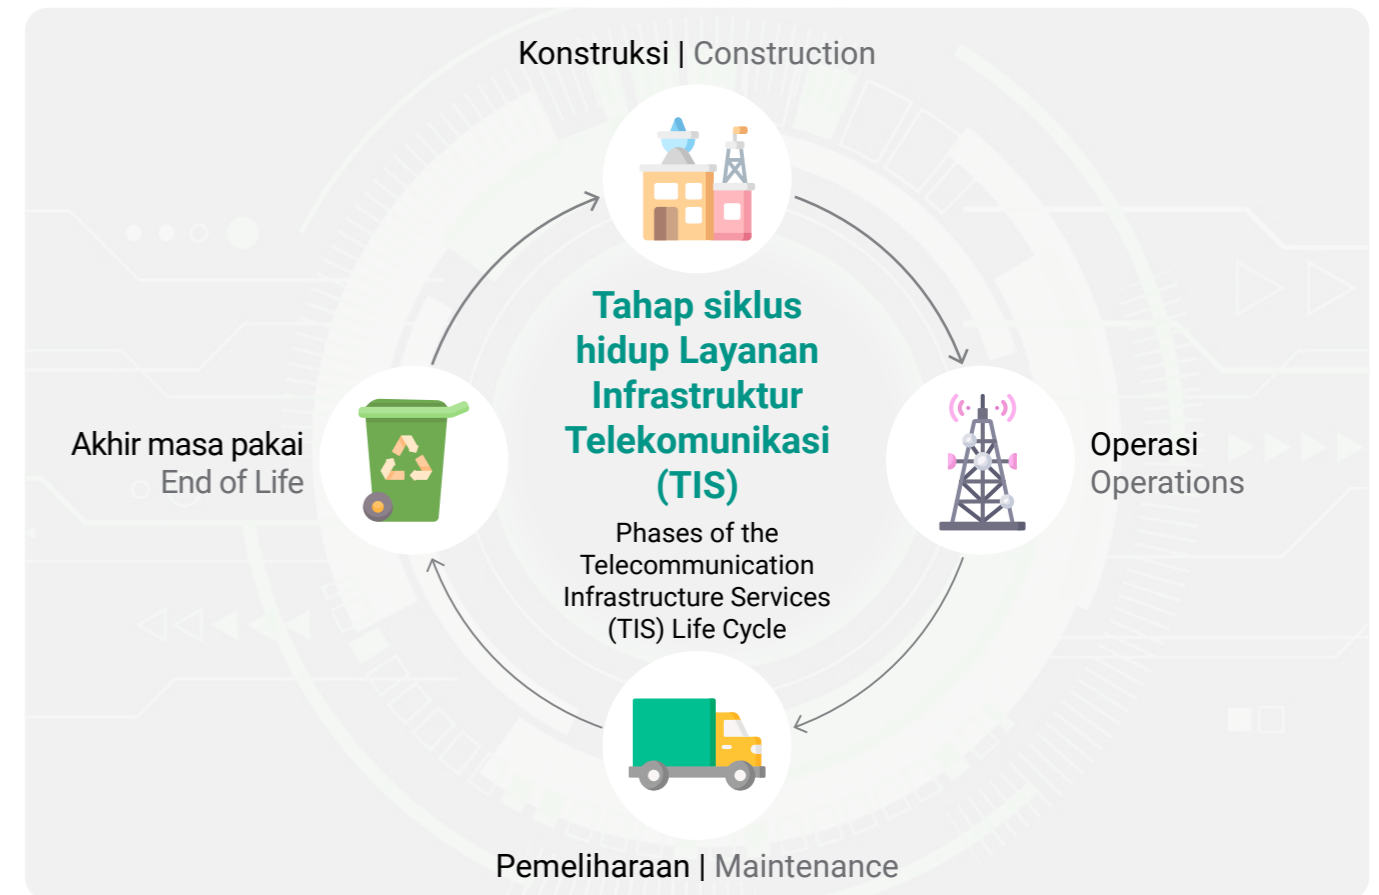 Konstruksi | Construction
Tahap siklus
hidup Layanan
Infrastruktur
Telekomunikasi
(TIS)
Phases of the
Telecommunication
Infrastructure Services
(TIS) Life Cycle
Akhir masa pakai
End of Life
Operasi
Operations
Pemeliharaan | Maintenance